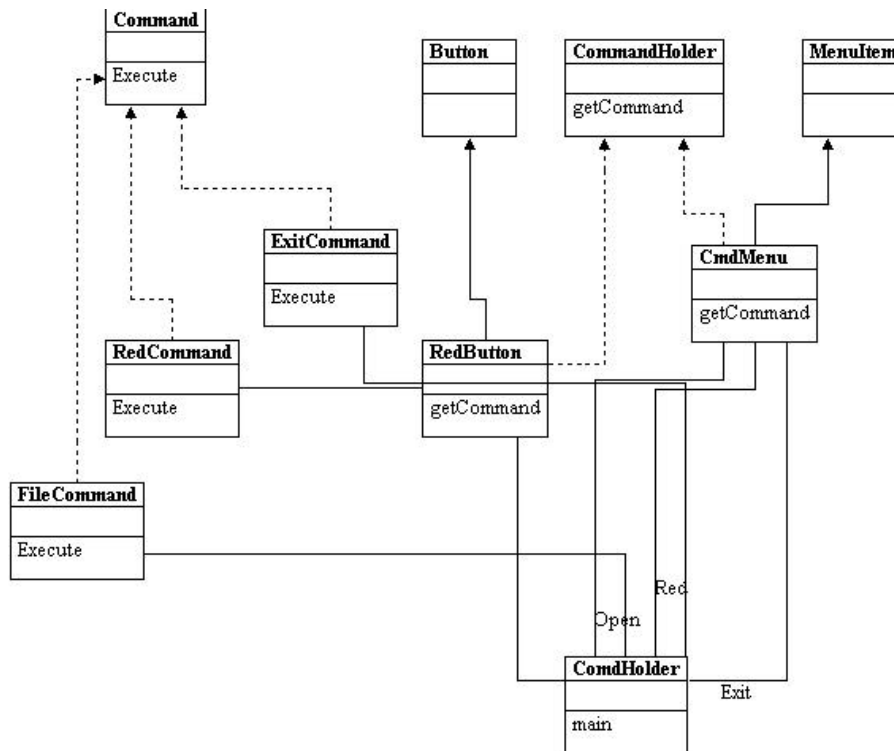 Command
Execute
Button
CommandHolder
getCommand
MenuItem
ExitCommand
Execute
CmdMenu
getCommand
RedCommand
Execute
RedButton
getCommand
FileCommand
Execute
Red
Open
ComdHolder
main
Exit